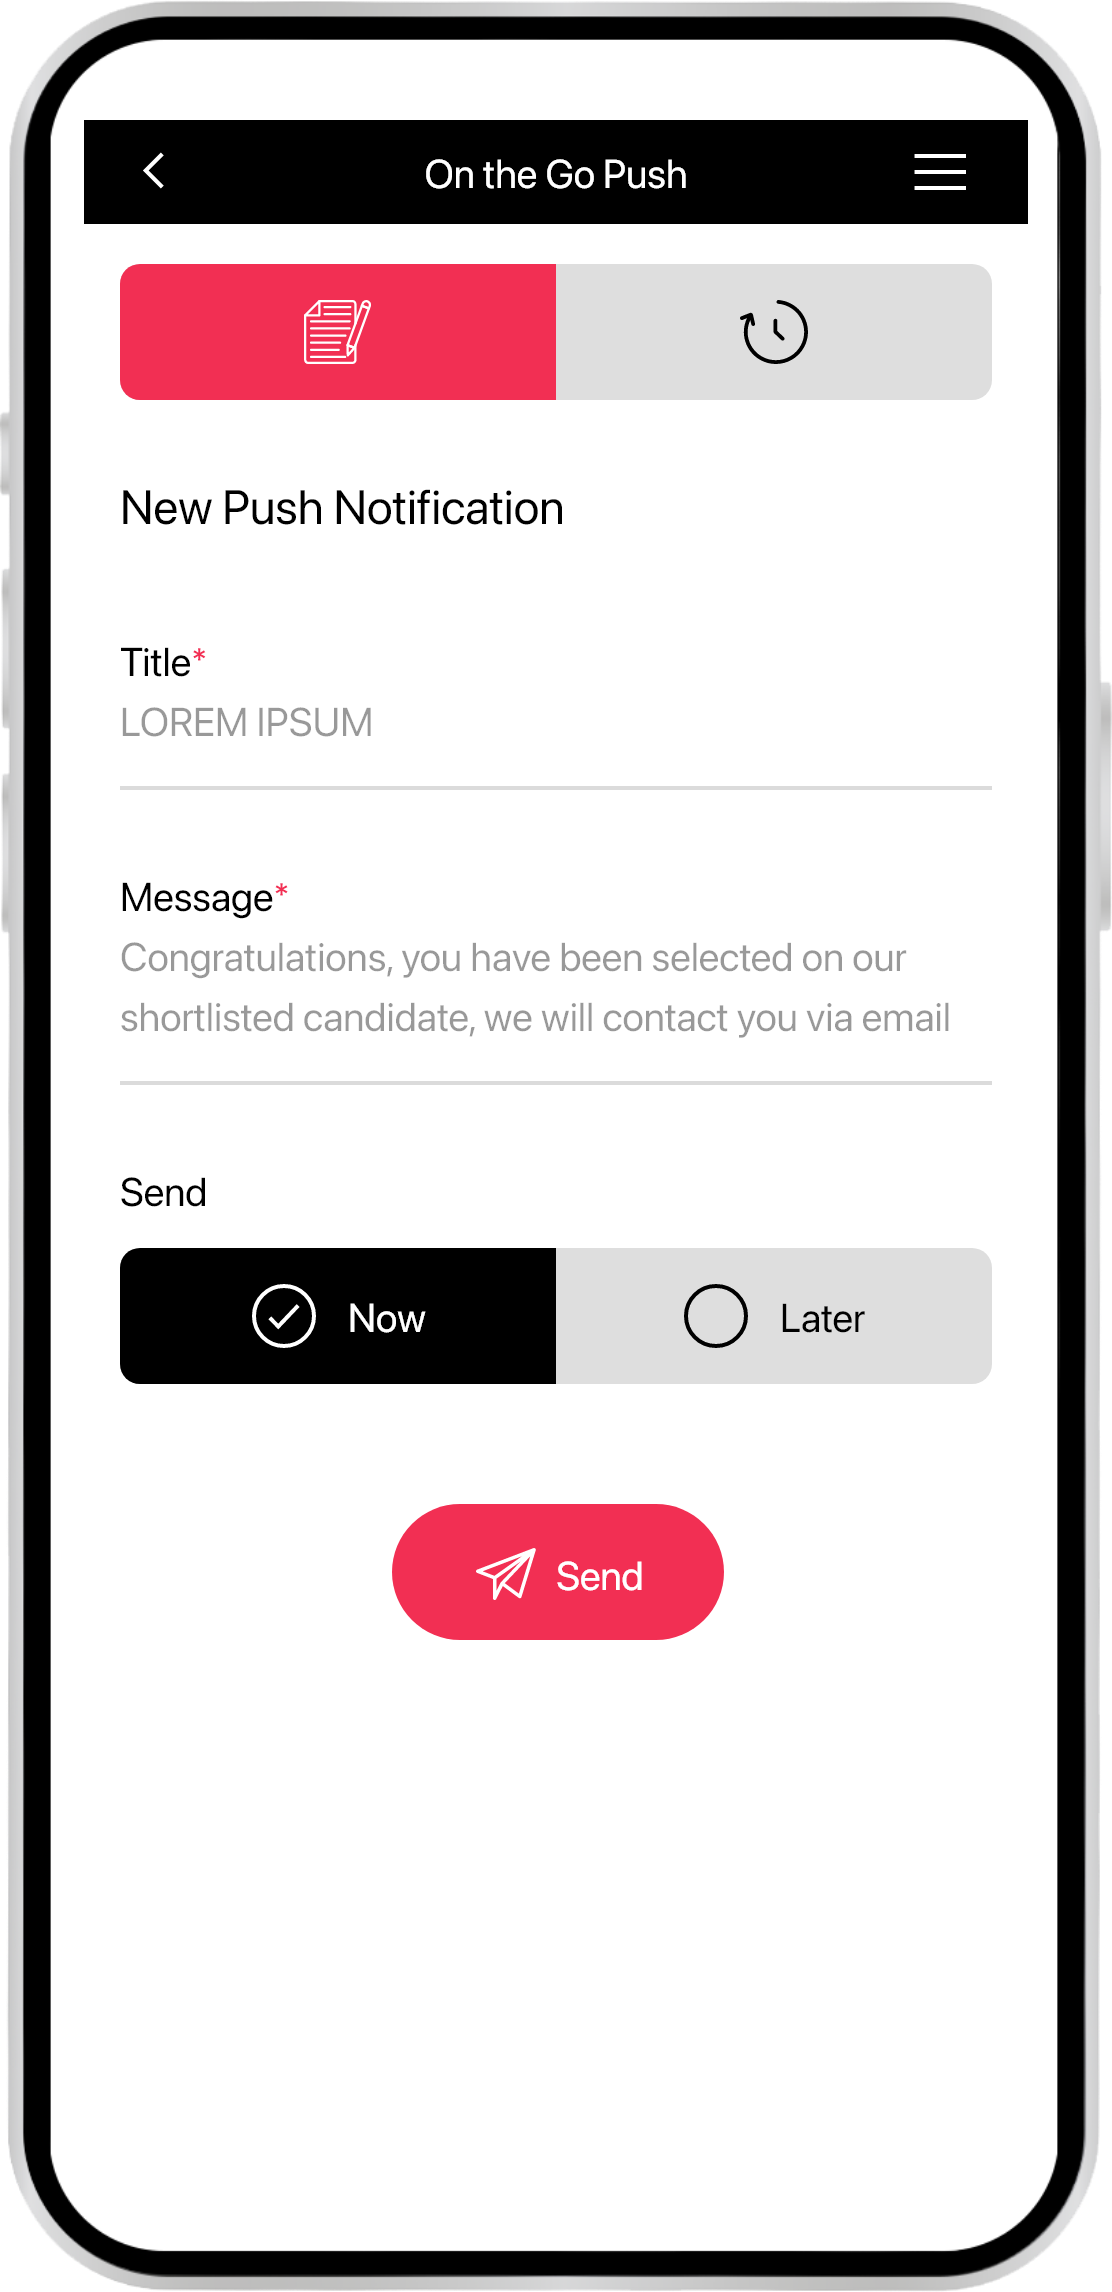 On the Go Push
New Push Notification
Title*
LOREM IPSUM
Message*
Congratulations, you have been selected on our
shortlisted candidate, we will contact you via email
Send
Now
Later
Send